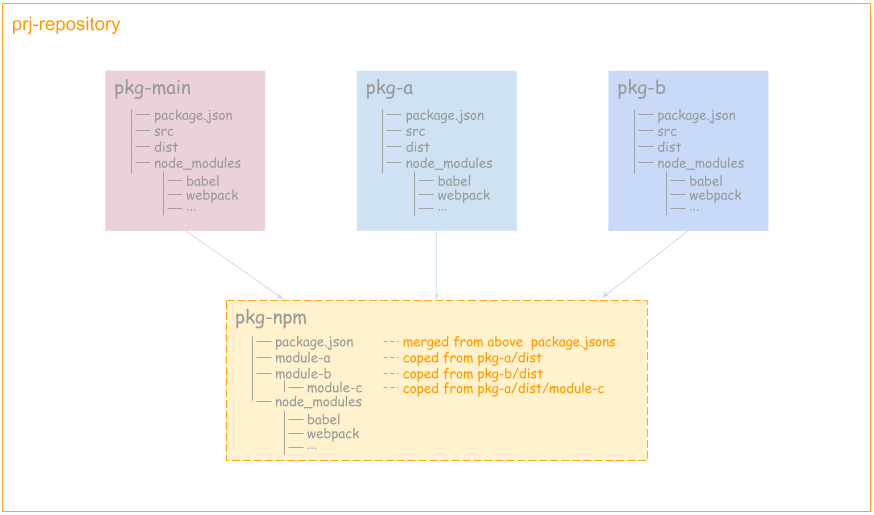 prj-repository
pkg-main
package.json
src
dist
node_modules
babel
webpack
...
pkg-a
package.json
src
dist
node_modules
babel
webpack
...
pkg-b
package.json
src
dist
node_modules
babel
webpack
...
pkg-npm
package.json -- merged from above package.jsons
module-a -- coped from pkg-a/dist
module-b -- coped from pkg-b/dist
module-c -- coped from pkg-a/dist/module-c
node_modules
babel
webpack
...